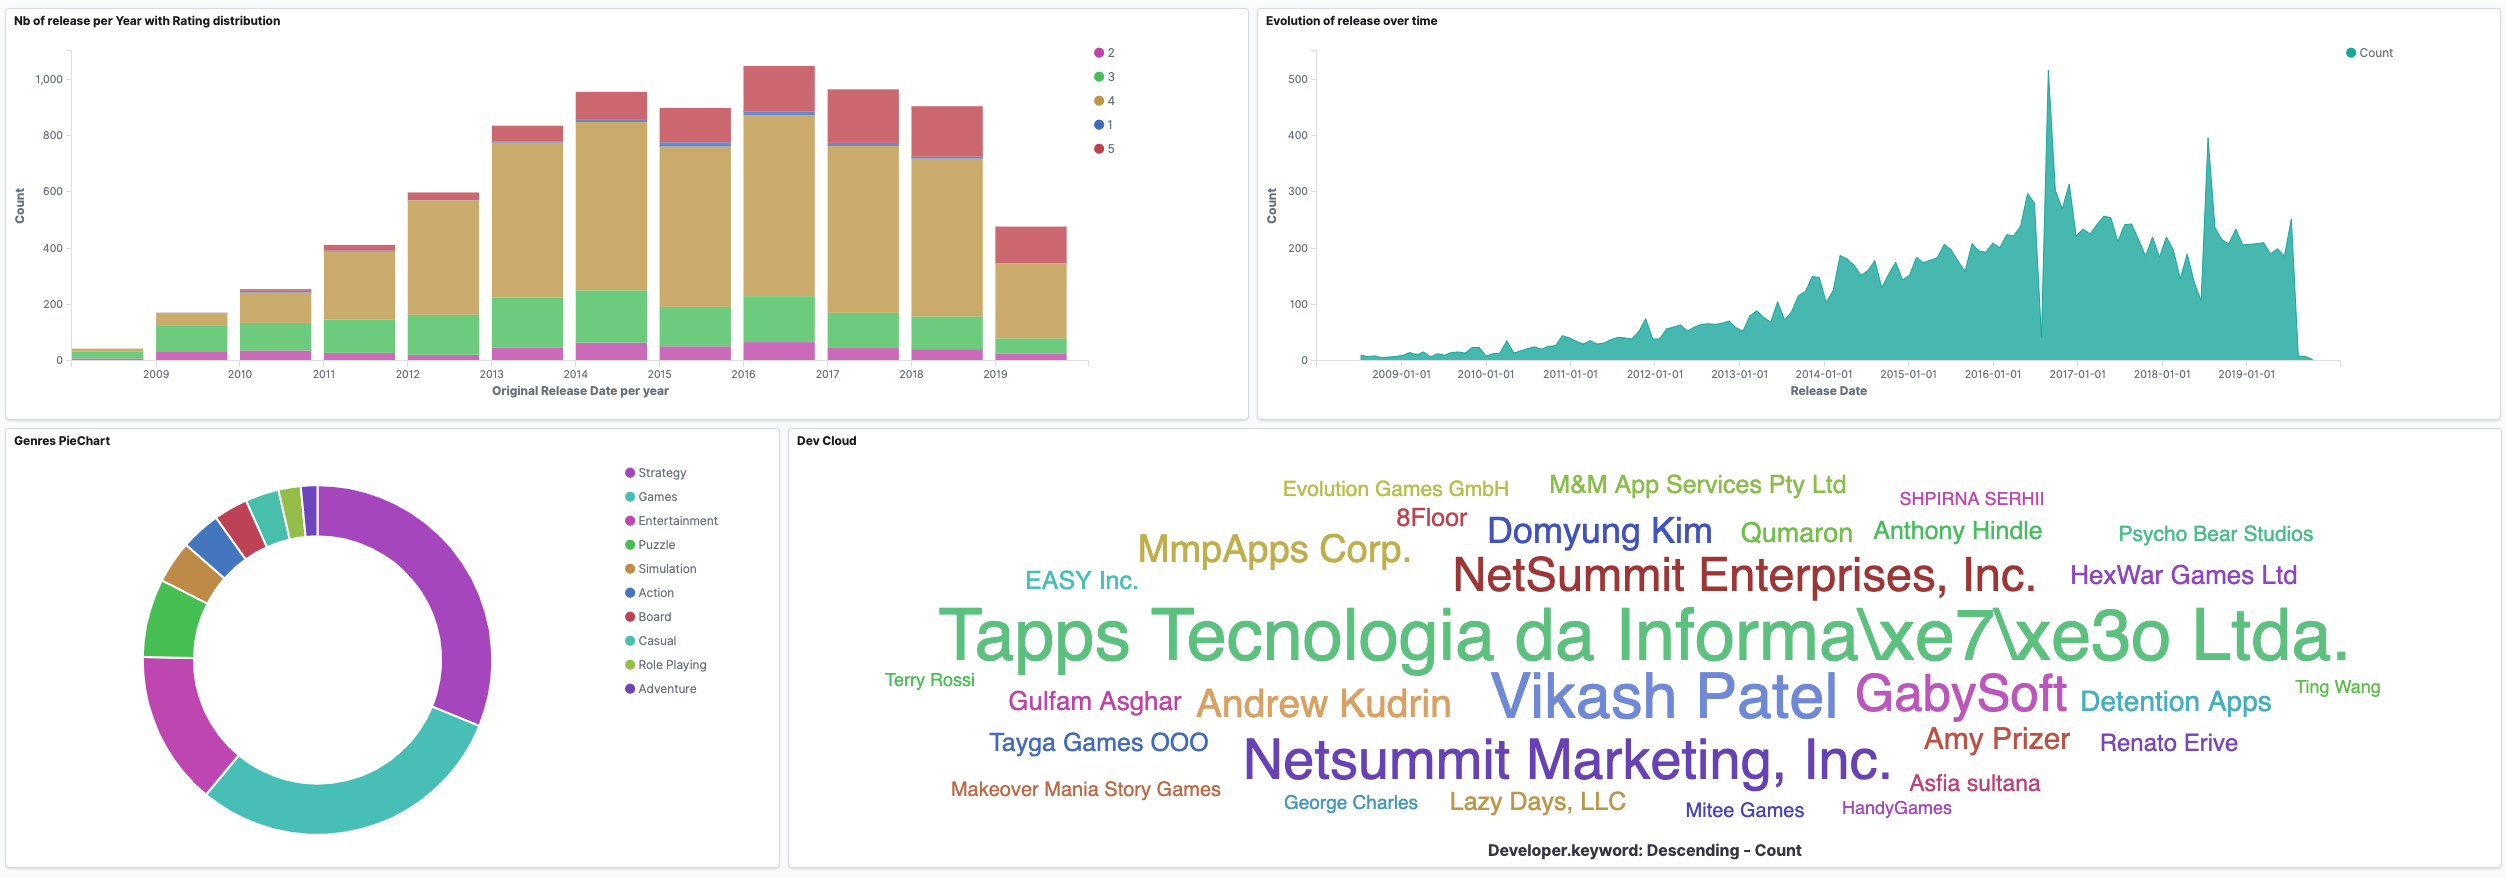 Nb of release per Year with Rating distribution
1,000
800
600
400
200
0
Count
2009 2010 2011 2012 2013 2014 2015 2016 2017 2018 2019
Original Release Date per year
2
3
4
1
5
Evolution of release over time
500
400
300
200
100
0
Count
2009-01-01 2010-01-01 2011-01-01 2012-01-01 2013-01-01 2014-01-01 2015-01-01 2016-01-01 2017-01-01 2018-01-01 2019-01-01
Release Date
Count
Genres PieChart
Strategy
Games
Entertainment
Puzzle
Simulation
Action
Board
Casual
Role Playing
Adventure
Dev Cloud
Evolution Games GmbH M&M App Services Pty Ltd SHPIRNA SERHII
8Floor Domyung Kim Qumaron Anthony Hindle Psycho Bear Studios
MmpApps Corp.
EASY Inc. NetSummit Enterprises, Inc. HexWar Games Ltd
Tapps Tecnologia da Informa\xe7\xe3o Ltda.
Terry Rossi Ting Wang
Gulfam Asghar Andrew Kudrin Vikash Patel GabySoft Detention Apps
Tayga Games OOO Netsummit Marketing, Inc. Amy Prizer Renato Erive
Makeover Mania Story Games Asfia sultana
George Charles Lazy Days, LLC Mitee Games HandyGames
Developer.keyword: Descending - Count